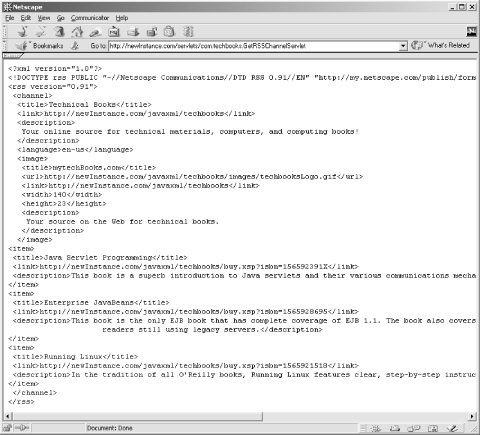 Netscape
File Edit View Go Communicator Help
Bookmarks Go to: http://newInstance.com/servlets/com.techbooks.GetRSSChannelServlet What's Related
<?xml version="1.0"?>
<!DOCTYPE rss PUBLIC "-//Netscape Communications//DTD RSS 0.91//EN" "http://my.netscape.com/publish/form
<rss version="0.91">
<channel>
<title>Technical Books</title>
<link>http://newInstance.com/javaxml/techbooks</link>
<description>
Your online source for technical materials, computers, and computing books!
</description>
<language>en-us</language>
<image>
<title>mytechBooks.com</title>
<url>http://newInstance.com/javaxml/techbooks/images/techbooksLogo.gif</url>
<link>http://newInstance.com/javaxml/techbooks</link>
<width>140</width>
<height>23</height>
<description>
Your source on the Web for technical books.
</description>
</image>
<item>
<title>Java Servlet Programming</title>
<link>http://newInstance.com/javaxml/techbooks/buy.xsp?isbn=156592391X</link>
<description>This book is a superb introduction to Java servlets and their various communications mecha
</item>
<item>
<title>Enterprise JavaBeans</title>
<link>http://newInstance.com/javaxml/techbooks/buy.xsp?isbn=1565928695</link>
<description>This book is the only EJB book that has complete coverage of EJB 1.1. The book also covers
readers still using legacy servers.</description>
</item>
<item>
<title>Running Linux</title>
<link>http://newInstance.com/javaxml/techbooks/buy.xsp?isbn=1565921518</link>
<description>In the tradition of all O'Reilly books, Running Linux features clear, step-by-step instruc
</item>
</channel>
</rss>
Document: Done